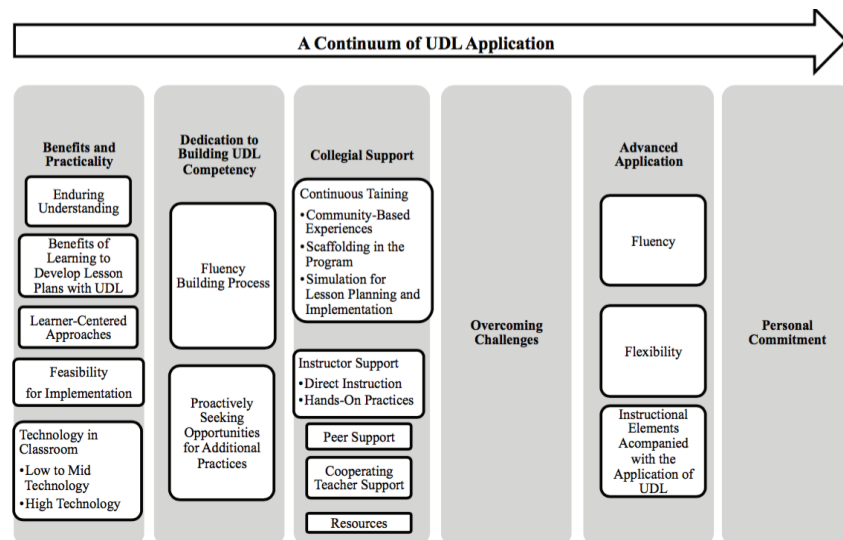 A Continuum of UDL Application
Benefits and
Practicality
Enduring
Understanding
Benefits of
Learning to
Develop Lesson
Plans with UDL
Learner-Centered
Approaches
Feasibility
for Implementation
Technology in
Classroom
•Low to Mid
Technology
•High Technology
Dedication to
Building UDL
Competency
Fluency
Building Process
Proactively
Seeking
Opportunities
for Additional
Practices
Collegial Support
Continuous Taining
•Community-Based
Experiences
•Scaffolding in the
Program
•Simulation for
Lesson Planning and
Implementation
Instructor Support
•Direct Instruction
•Hands-On Practices
Peer Support
Cooperating
Teacher Support
Resources
Overcoming
Challenges
Advanced
Application
Fluency
Flexibility
Instructional
Elements
Acompanied
with the
Application of
UDL
Personal
Commitment